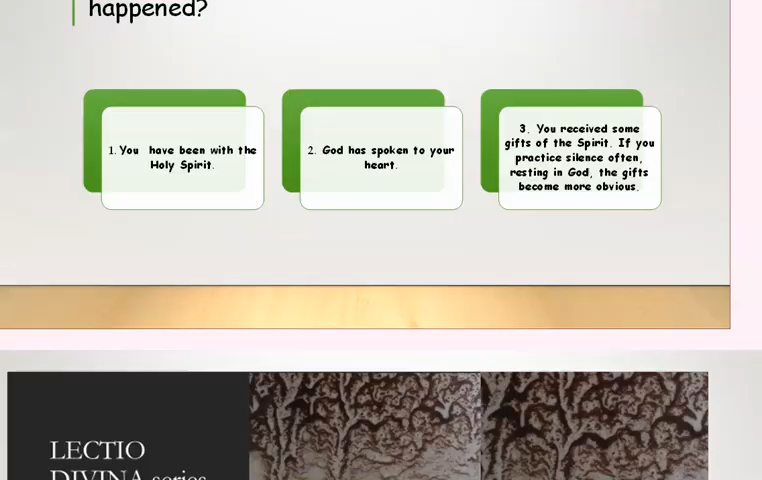 happened?
1. You have been with the
Holy Spirit.
2. God has spoken to your
heart.
3. You received some
gifts of the Spirit. If you
practice silence often,
resting in God, the gifts
become more obvious.
LECTIO
DIVINA series